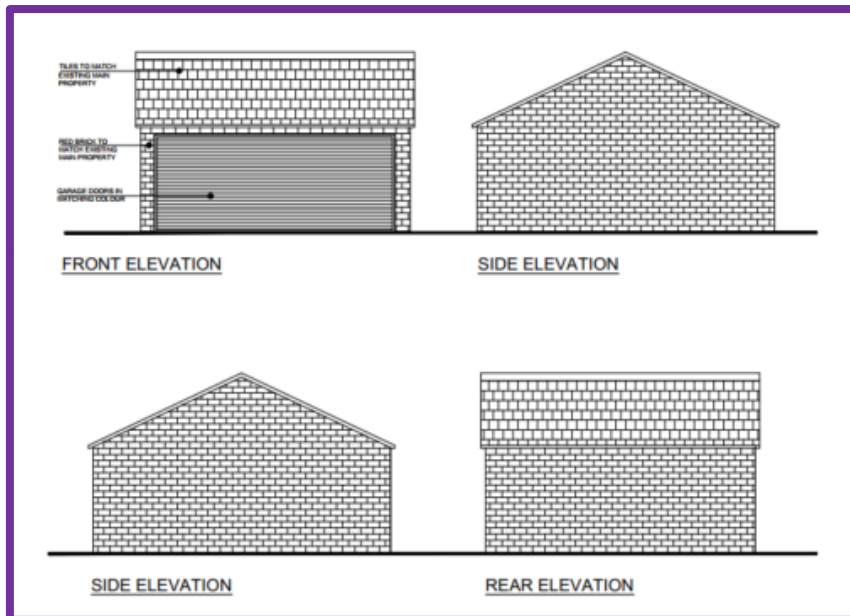 TILES TO MATCH
EXISTING MAIN
PROPERTY
RED BRICK TO
MATCH EXISTING
MAIN PROPERTY
GARAGE DOORS IN
MATCHING COLOUR
FRONT ELEVATION
SIDE ELEVATION
SIDE ELEVATION
REAR ELEVATION